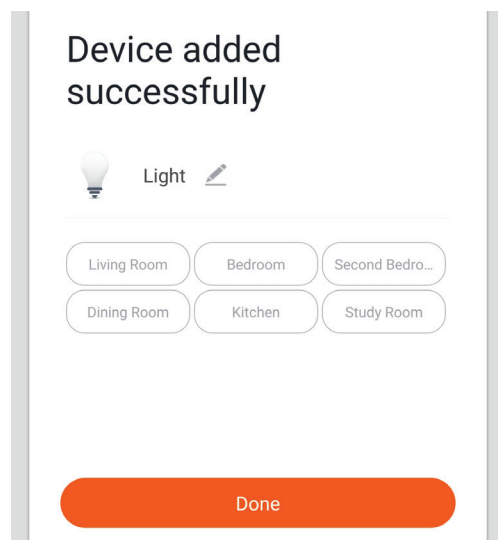 Device added
successfully
Light
Living Room Bedroom Second Bedro...
Dining Room Kitchen Study Room
Done